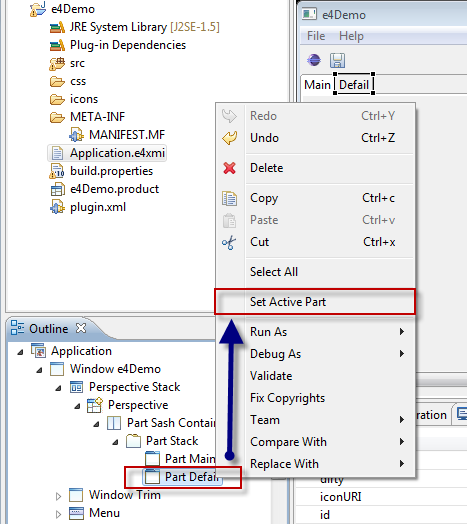 e4Demo
JRE System Library [J2SE-1.5]
Plug-in Dependencies
src
css
icons
META-INF
MANIFEST.MF
Application.e4xmi
build.properties
e4Demo.product
plugin.xml
e4Demo
File Help
Main Defail
Redo Ctrl+Y
Undo Ctrl+Z
Delete
Copy Ctrl+c
Paste Ctrl+v
Cut Ctrl+x
Select All
Set Active Part
Run As
Debug As
Validate
Fix Copyrights
Team
Compare With
Replace With
Outline
Application
Window e4Demo
Perspective Stack
Perspective
Part Sash Contain
Part Stack
Part Main
Part Defail
Window Trim
Menu
ration
dirty
iconURI
id